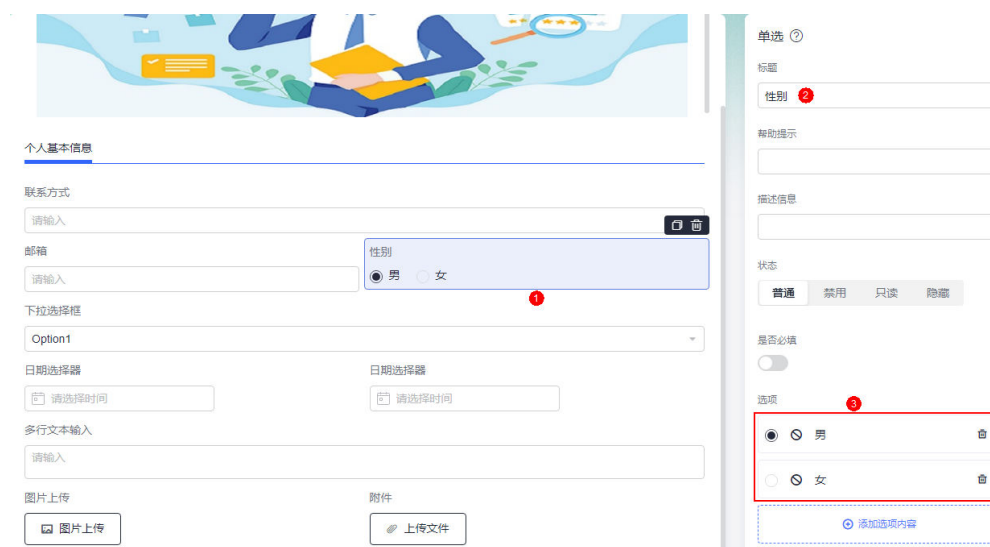 个人基本信息
联系方式
请输入
邮箱
请输入
性别
男 女
1
下拉选择框
Option1
日期选择器 日期选择器
请选择时间 请选择时间
多行文本输入
请输入
图片上传 附件
图片上传 上传文件
单选 ?
标题
性别 2
帮助提示
描述信息
状态
普通 禁用 只读 隐藏
是否必填
选项 3
男
女
添加选项内容